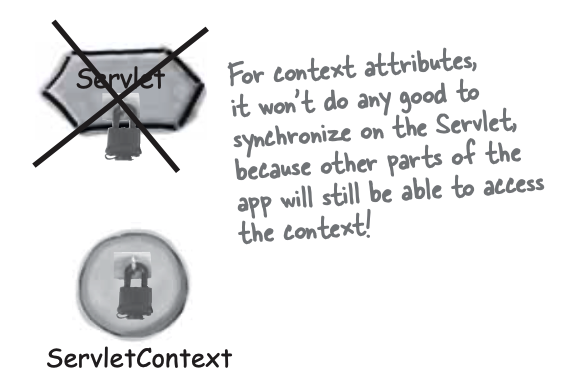 Servlet
For context attributes,
it won't do any good to
synchronize on the Servlet,
because other parts of the
app will still be able to access
the context!
ServletContext